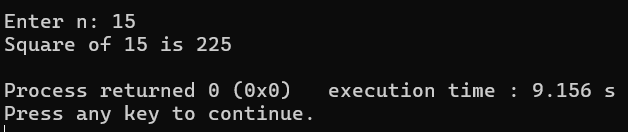 Enter n: 15
Square of 15 is 225
Process returned 0 (0x0)   execution time : 9.156 s
Press any key to continue.